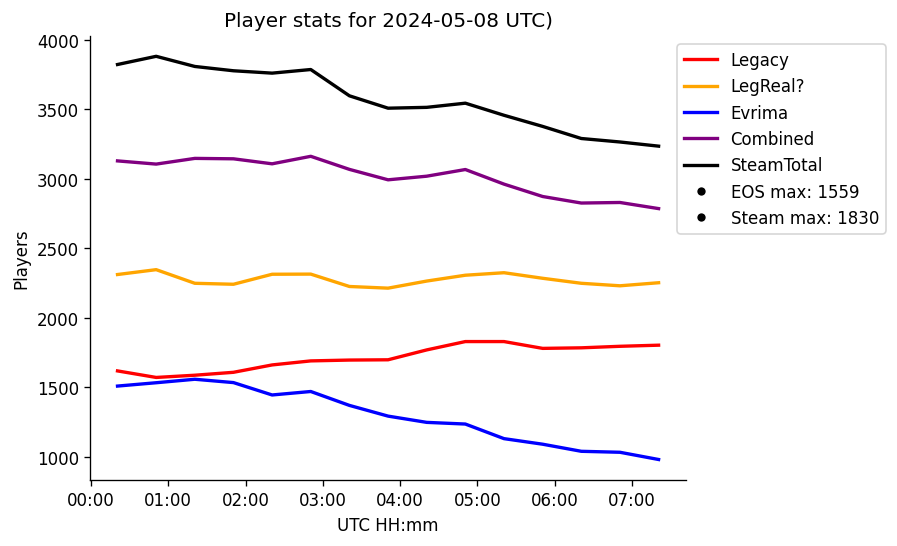 Player stats for 2024-05-08 UTC)
4000
3500
3000
2500
2000
1500
1000
Players
00:00 01:00 02:00 03:00 04:00 05:00 06:00 07:00
UTC HH:mm
Legacy
LegReal?
Evrima
Combined
SteamTotal
EOS max: 1559
Steam max: 1830